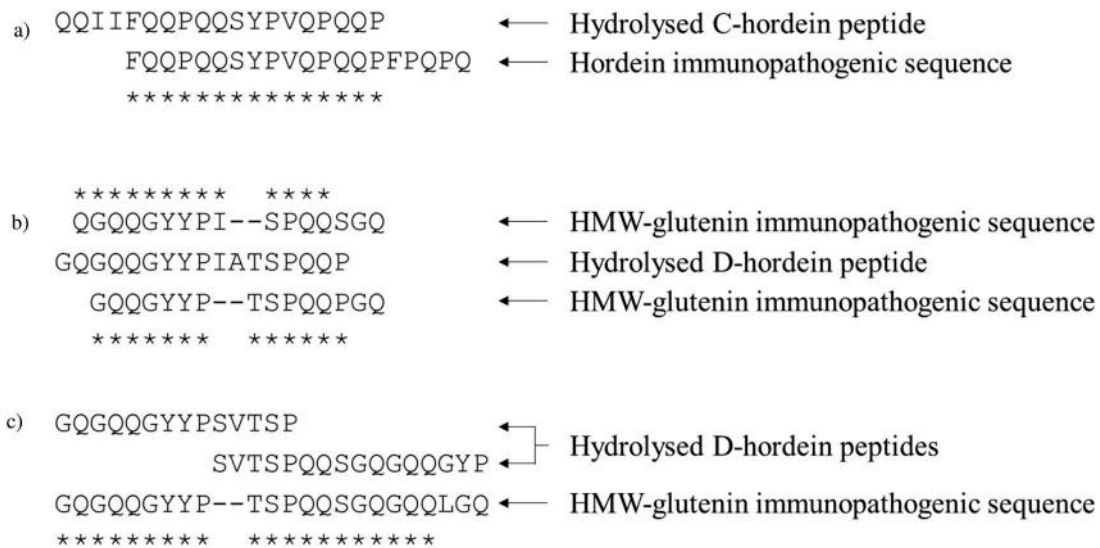 a) QQIIFQQPQQSYPVQPQQP Hydrolysed C-hordein peptide
FQQPQQSYPVQPQQPFPQPQ Hordein immunopathogenic sequence
***************
********* ****
b) QGQQGYYPI--SPQQSGQ HMW-glutenin immunopathogenic sequence
GQGQQGYYPIATSPQQP Hydrolysed D-hordein peptide
GQQGYYP--TSPQQPGQ HMW-glutenin immunopathogenic sequence
******* ******
c) GQGQQGYYPSVTSP
Hydrolysed D-hordein peptides
SVTSPQQSGQGQQGYP
GQGQQGYYP--TSPQQSGQGQQLGQ HMW-glutenin immunopathogenic sequence
********* ***********